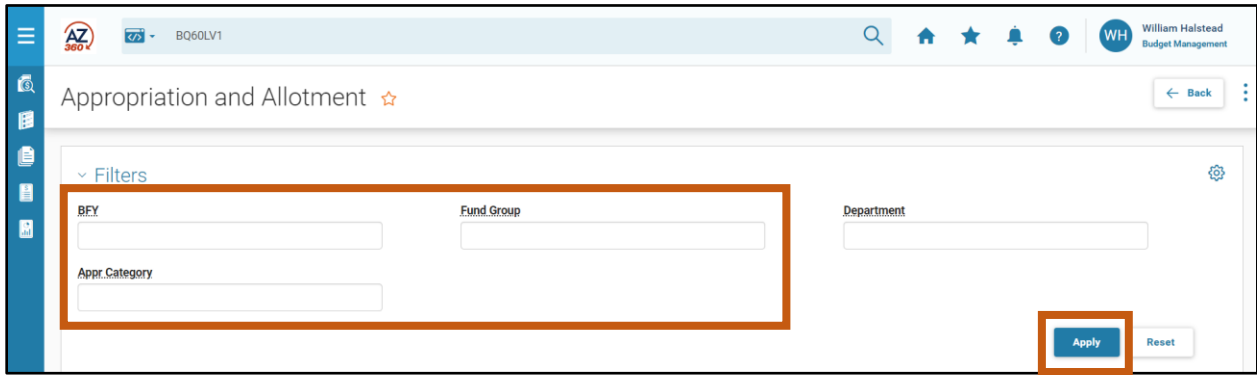 AZ
360
BQ60LV1
?
WH
William Halstead
Budget Management
Appropriation and Allotment
← Back
Filters
BFY
Fund Group
Department
Appr Category
Apply
Reset